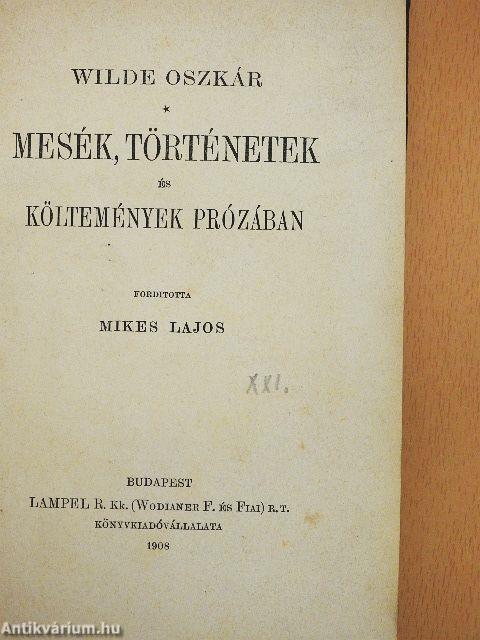 WILDE OSZKÁR
*
MESÉK, TÖRTÉNETEK
ÉS
KÖLTEMÉNYEK PRÓZÁBAN
FORDITOTTA
MIKES LAJOS
XXI.
BUDAPEST
LAMPEL R. Kk. (WODIANER F. ÉS FIAI) R.T.
KÖNYVKIADÓVÁLLALATA
1908
Antikvárium.hu